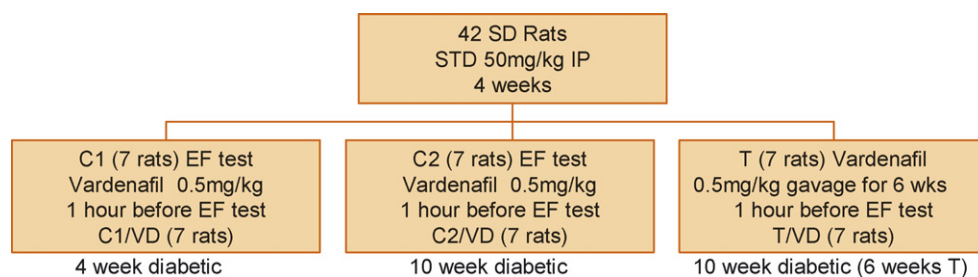 42 SD Rats
STD 50mg/kg IP
4 weeks
C1 (7 rats) EF test
Vardenafil 0.5mg/kg
1 hour before EF test
C1/VD (7 rats)
4 week diabetic
C2 (7 rats) EF test
Vardenafil 0.5mg/kg
1 hour before EF test
C2/VD (7 rats)
10 week diabetic
T (7 rats) Vardenafil
0.5mg/kg gavage for 6 wks
1 hour before EF test
T/VD (7 rats)
10 week diabetic (6 weeks T)